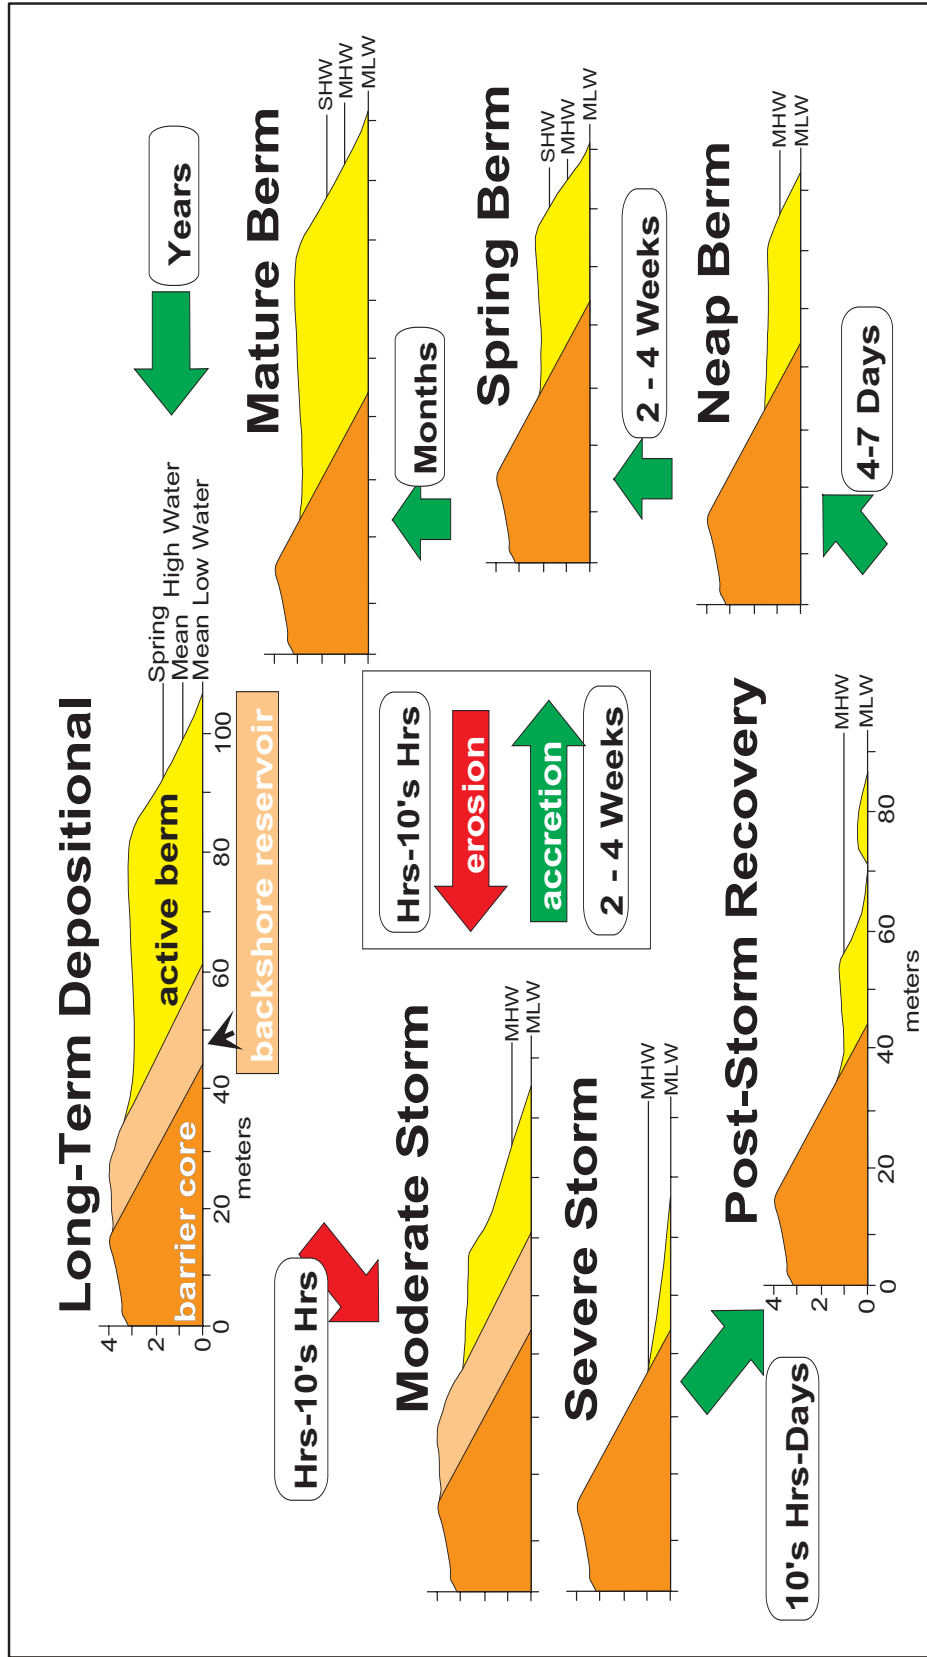 Long-Term Depositional
Spring
Mean
High Water
Mean Low Water
active berm
barrier core
backshore reservoir
4
2
0
0
20
40
60
80
100
meters
Years
Mature Berm
SHW
MHW
MLW
Hrs-10's Hrs
Moderate Storm
MHW
MLW
Hrs-10's Hrs
erosion
accretion
2 - 4 Weeks
Months
Spring Berm
SHW
MHW
MLW
Severe Storm
MHW
MLW
2 - 4 Weeks
Neap Berm
MHW
MLW
10's Hrs-Days
Post-Storm Recovery
MHW
MLW
4
2
0
0
20
40
60
80
meters
4-7 Days